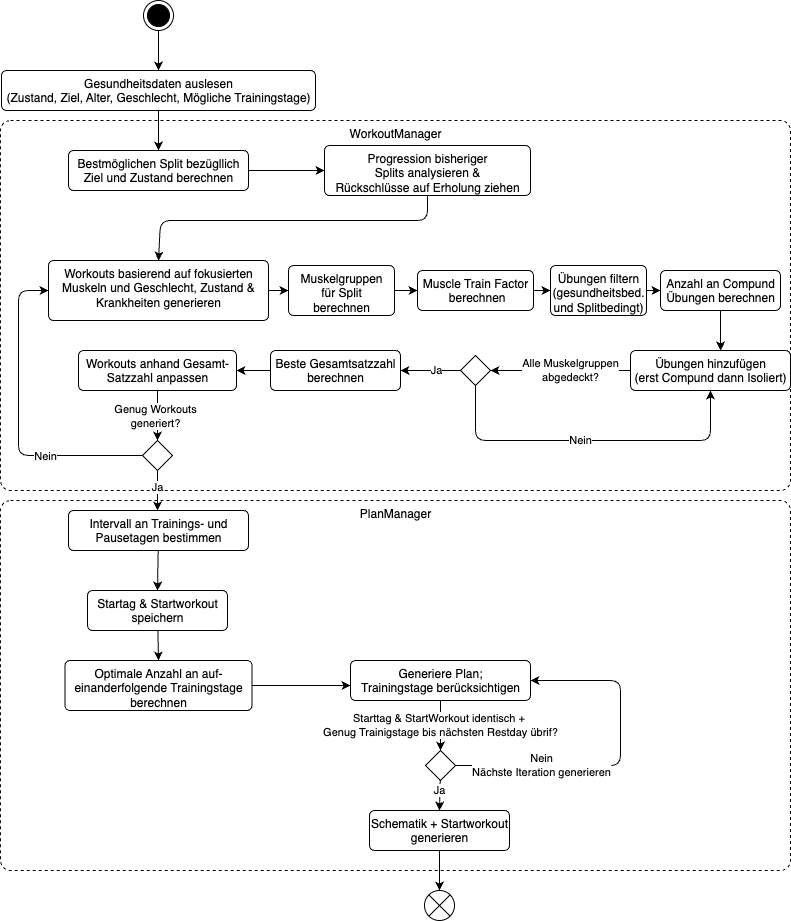 Gesundheitsdaten auslesen
(Zustand, Ziel, Alter, Geschlecht, Mögliche Trainingstage)
WorkoutManager
Bestmöglichen Split bezügllich
Ziel und Zustand berechnen
Progression bisheriger
Splits analysieren &
Rückschlüsse auf Erholung ziehen
Workouts basierend auf fokusierten
Muskeln und Geschlecht, Zustand &
Krankheiten generieren
Muskelgruppen
für Split
berechnen
Muscle Train Factor
berechnen
Übungen filtern
(gesundheitsbed.
und Splitbedingt)
Anzahl an Compund
Übungen berechnen
Übungen hinzufügen
(erst Compund dann Isoliert)
Alle Muskelgruppen
abgedeckt?
Nein
Ja
Beste Gesamtsatzzahl
berechnen
Workouts anhand Gesamt-
Satzzahl anpassen
Genug Workouts
generiert?
Nein
Ja
PlanManager
Intervall an Trainings- und
Pausetagen bestimmen
Startag & Startworkout
speichern
Optimale Anzahl an auf-
einanderfolgende Trainingstage
berechnen
Generiere Plan;
Trainingstage berücksichtigen
Starttag & StartWorkout identisch +
Genug Trainigstage bis nächsten Restday übrif?
Nein
Nächste Iteration generieren
Ja
Schematik + Startworkout
generieren